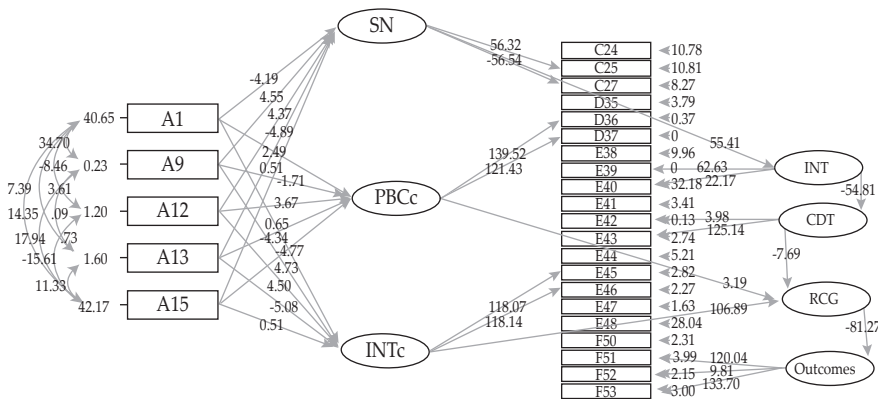 SN
56.32
-56.54
C24
10.78
C25
10.81
C27
8.27
D35
3.79
D36
0.37
D37
0
E38
9.96
E39
0
E40
32.18
E41
3.41
E42
0.13
E43
2.74
E44
5.21
E45
2.82
E46
2.27
E47
1.63
E48
28.04
F50
2.31
F51
3.99
F52
2.15
F53
3.00
-4.19
4.55
4.37
-4.89
2.49
0.51
-1.71
3.67
0.65
-4.34
-4.77
4.73
4.50
-5.08
0.51
40.65
A1
0.23
A9
1.20
A12
1.60
A13
42.17
A15
34.70
-8.46
7.39
3.61
14.35
.09
17.94
.73
-15.61
11.33
PBCc
139.52
121.43
INTc
118.07
118.14
55.41
62.63
22.17
INT
-54.81
3.98
125.14
CDT
-7.69
3.19
106.89
RCG
-81.27
120.04
9.81
133.70
Outcomes